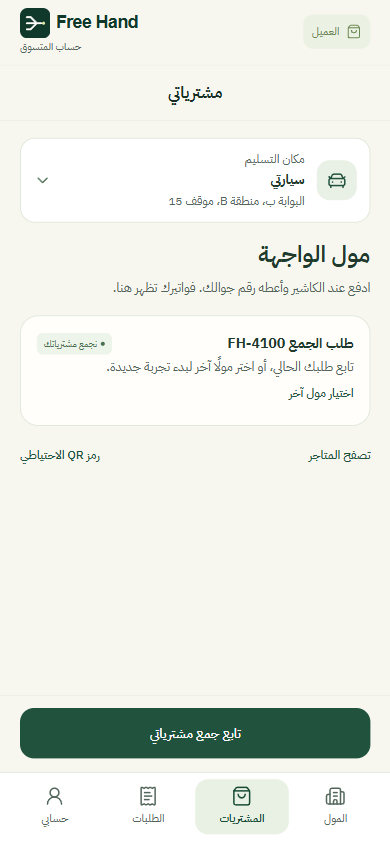 Free Hand
حساب المتسوق
العميل
مشترياتي
مكان التسليم
سيارتي
البوابة ب، منطقة B، موقف 15
مول الواجهة
ادفع عند الكاشير وأعطه رقم جوالك. فواتيرك تظهر هنا.
طلب الجمع FH-4100
نجمع مشترياتك
تابع طلبك الحالي، أو اختر مولًا آخر لبدء تجربة جديدة.
اختيار مول آخر
تصفح المتاجر
رمز QR الاحتياطي
تابع جمع مشترياتي
المول
المشتريات
الطلبات
حسابي